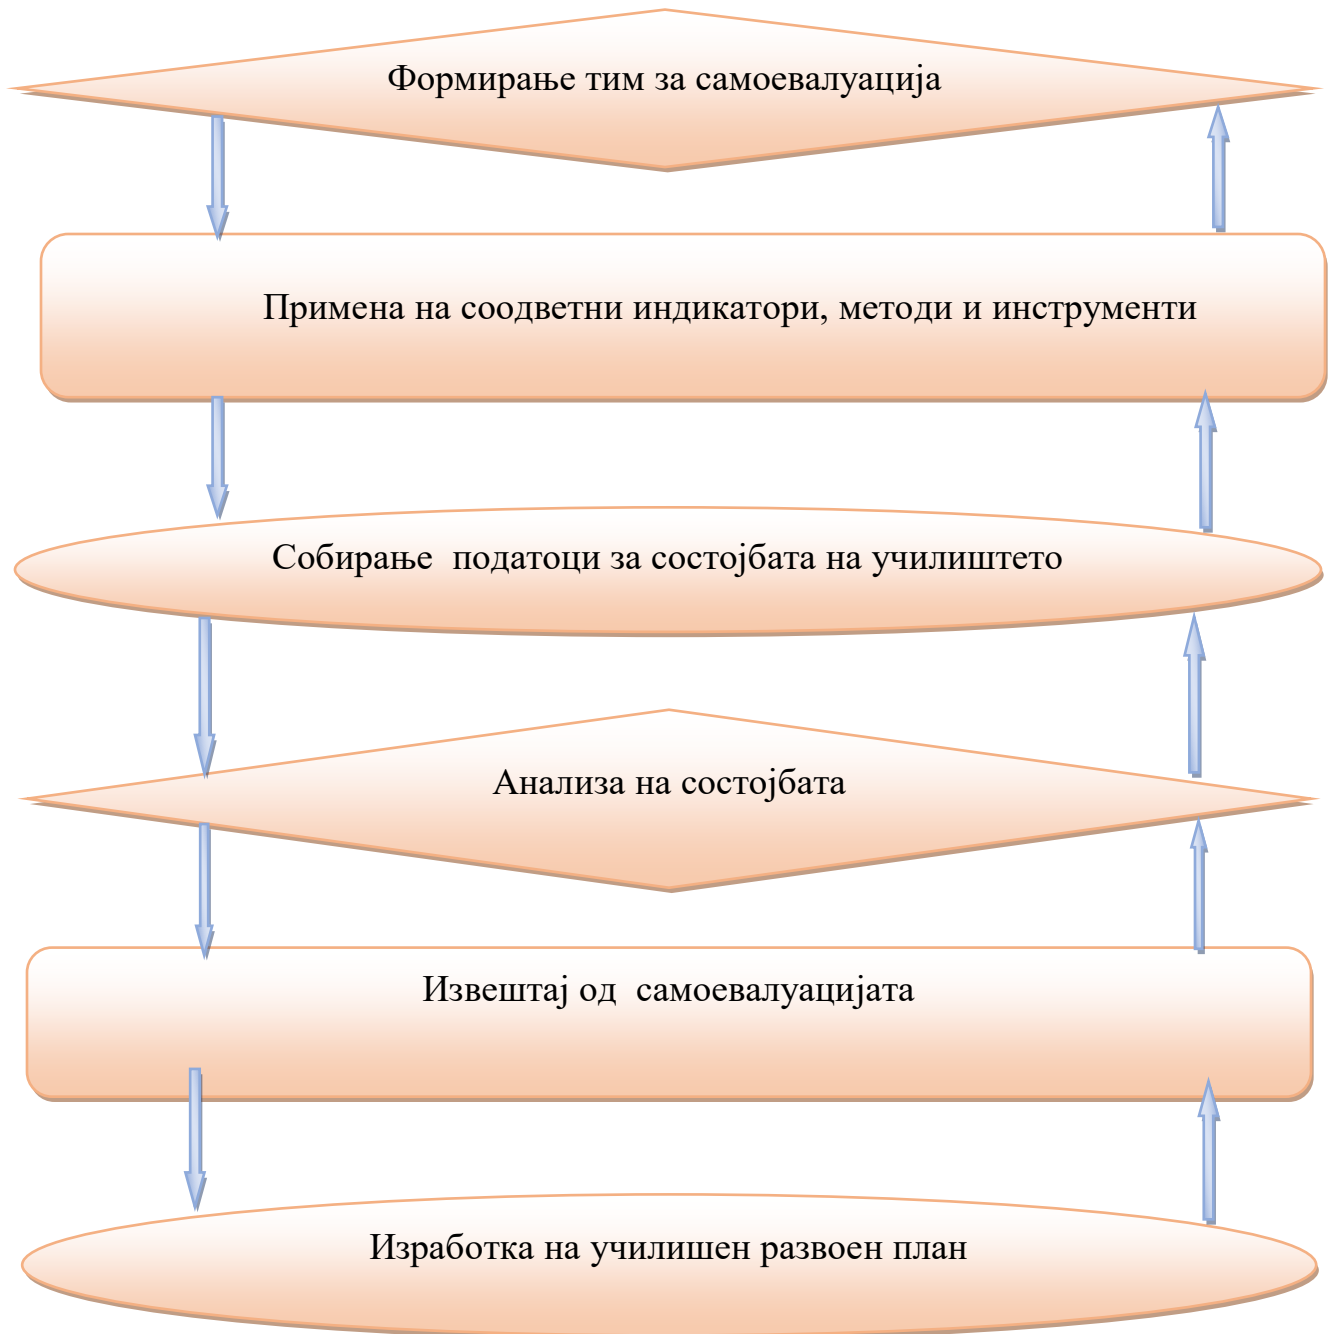 Формирање тим за самоевалуација
Примена на соодветни индикатори, методи и инструменти
Собирање  податоци за состојбата на училиштето
Анализа на состојбата
Извештај од  самоевалуацијата
Изработка на училишен развоен план